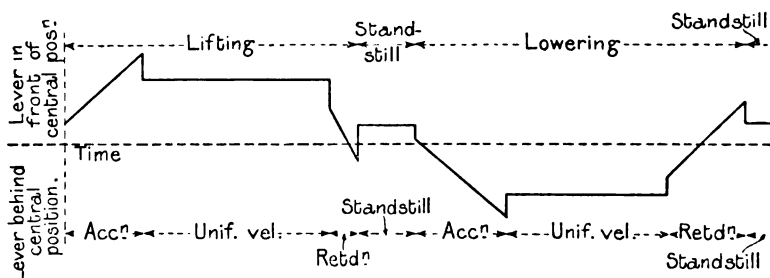 Lever in
front of
central posⁿ.
Lifting
Stand-
still
Lowering
Standstill
Time
ever behind
central
position.
Accⁿ
Unif. vel.
Retdⁿ
Standstill
Accⁿ
Unif. vel.
Retdⁿ
Standstill